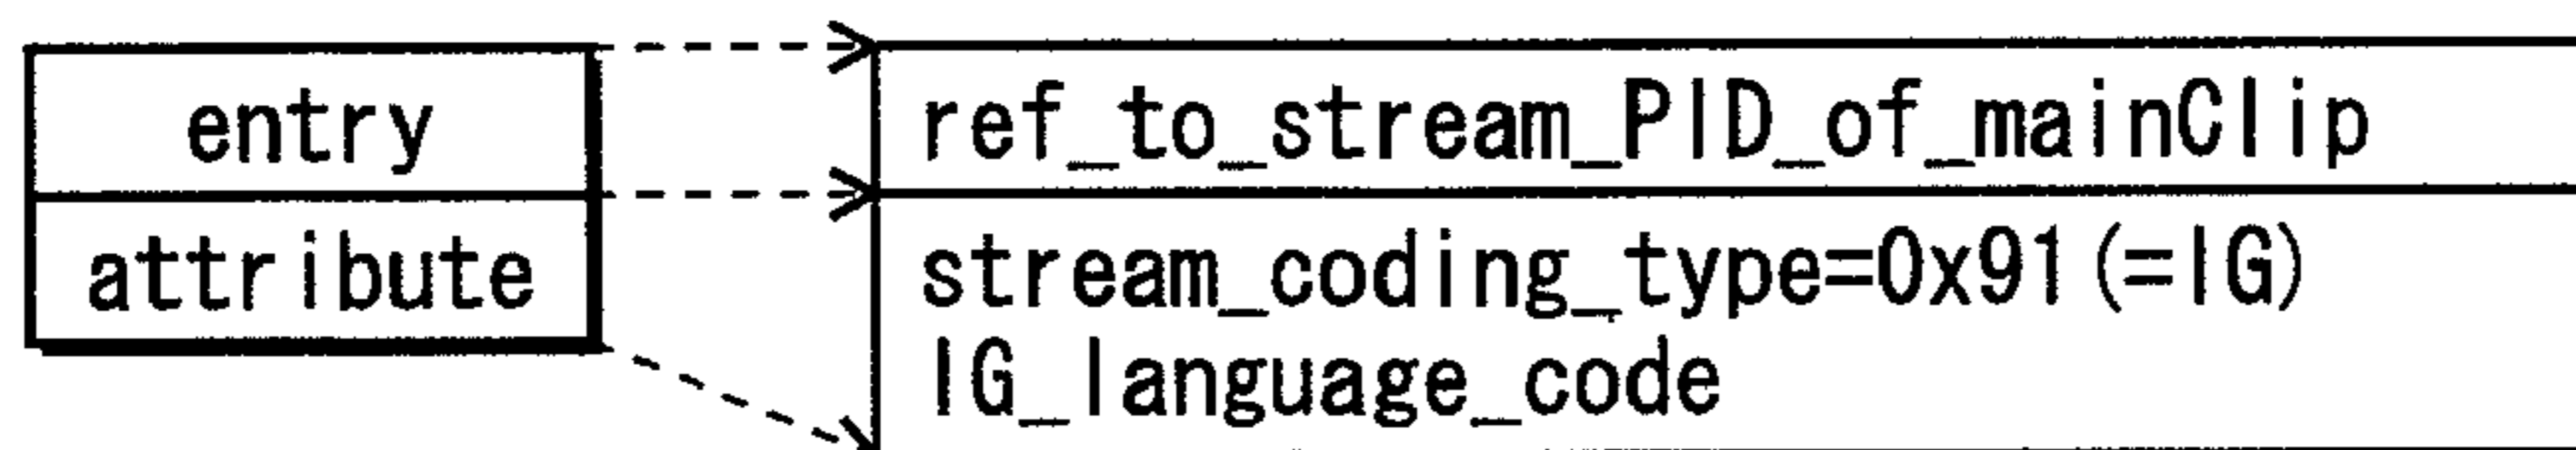 entry
attribute
ref_to_stream_PID_of_mainClip
stream_coding_type=0x91(=IG)
IG_language_code